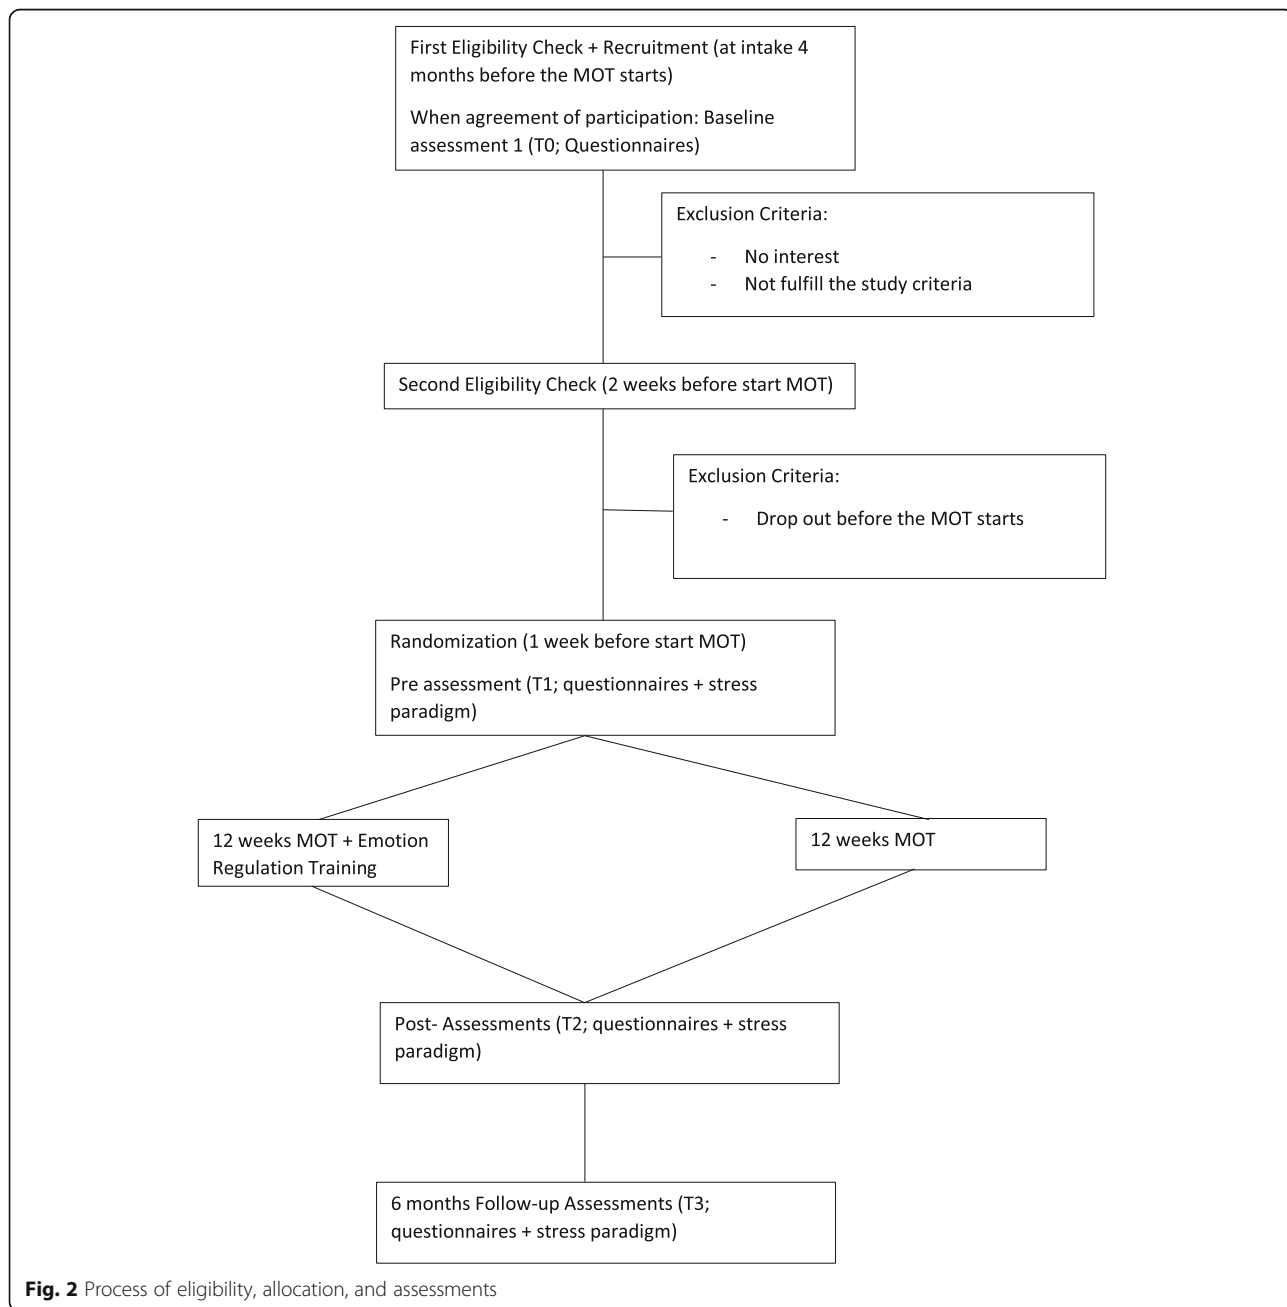 First Eligibility Check + Recruitment (at intake 4
months before the MOT starts)
When agreement of participation: Baseline
assessment 1 (T0; Questionnaires)
Exclusion Criteria:
- No interest
- Not fulfill the study criteria
Second Eligibility Check (2 weeks before start MOT)
Exclusion Criteria:
- Drop out before the MOT starts
Randomization (1 week before start MOT)
Pre assessment (T1; questionnaires + stress
paradigm)
12 weeks MOT + Emotion
Regulation Training
12 weeks MOT
Post- Assessments (T2; questionnaires + stress
paradigm)
6 months Follow-up Assessments (T3;
questionnaires + stress paradigm)
Fig. 2 Process of eligibility, allocation, and assessments